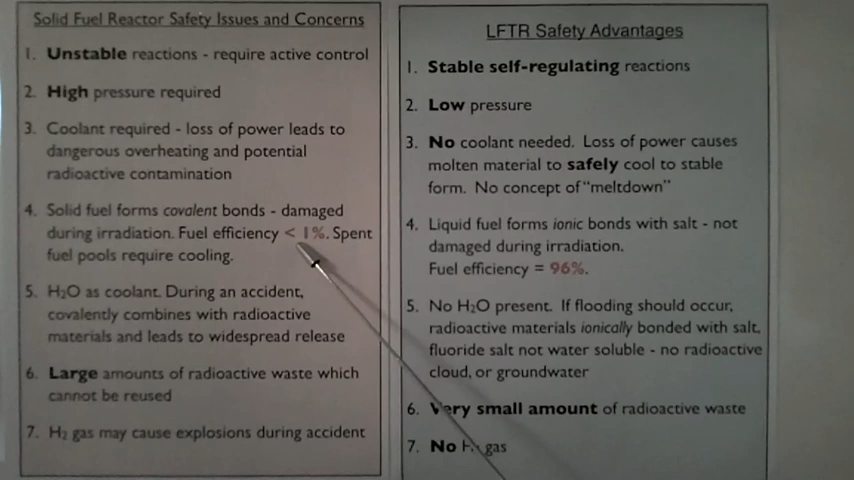 Solid Fuel Reactor Safety Issues and Concerns
1. Unstable reactions - require active control
2. High pressure required
3. Coolant required - loss of power leads to
dangerous overheating and potential
radioactive contamination
4. Solid fuel forms covalent bonds - damaged
during irradiation. Fuel efficiency < 1%. Spent
fuel pools require cooling.
5. H₂O as coolant. During an accident,
covalently combines with radioactive
materials and leads to widespread release
6. Large amounts of radioactive waste which
cannot be reused
7. H₂ gas may cause explosions during accident
LFTR Safety Advantages
1. Stable self-regulating reactions
2. Low pressure
3. No coolant needed. Loss of power causes
molten material to safely cool to stable
form. No concept of "meltdown"
4. Liquid fuel forms ionic bonds with salt - not
damaged during irradiation.
Fuel efficiency = 96%.
5. No H₂O present. If flooding should occur,
radioactive materials ionically bonded with salt,
fluoride salt not water soluble - no radioactive
cloud, or groundwater
6. Very small amount of radioactive waste
7. No H₂ gas